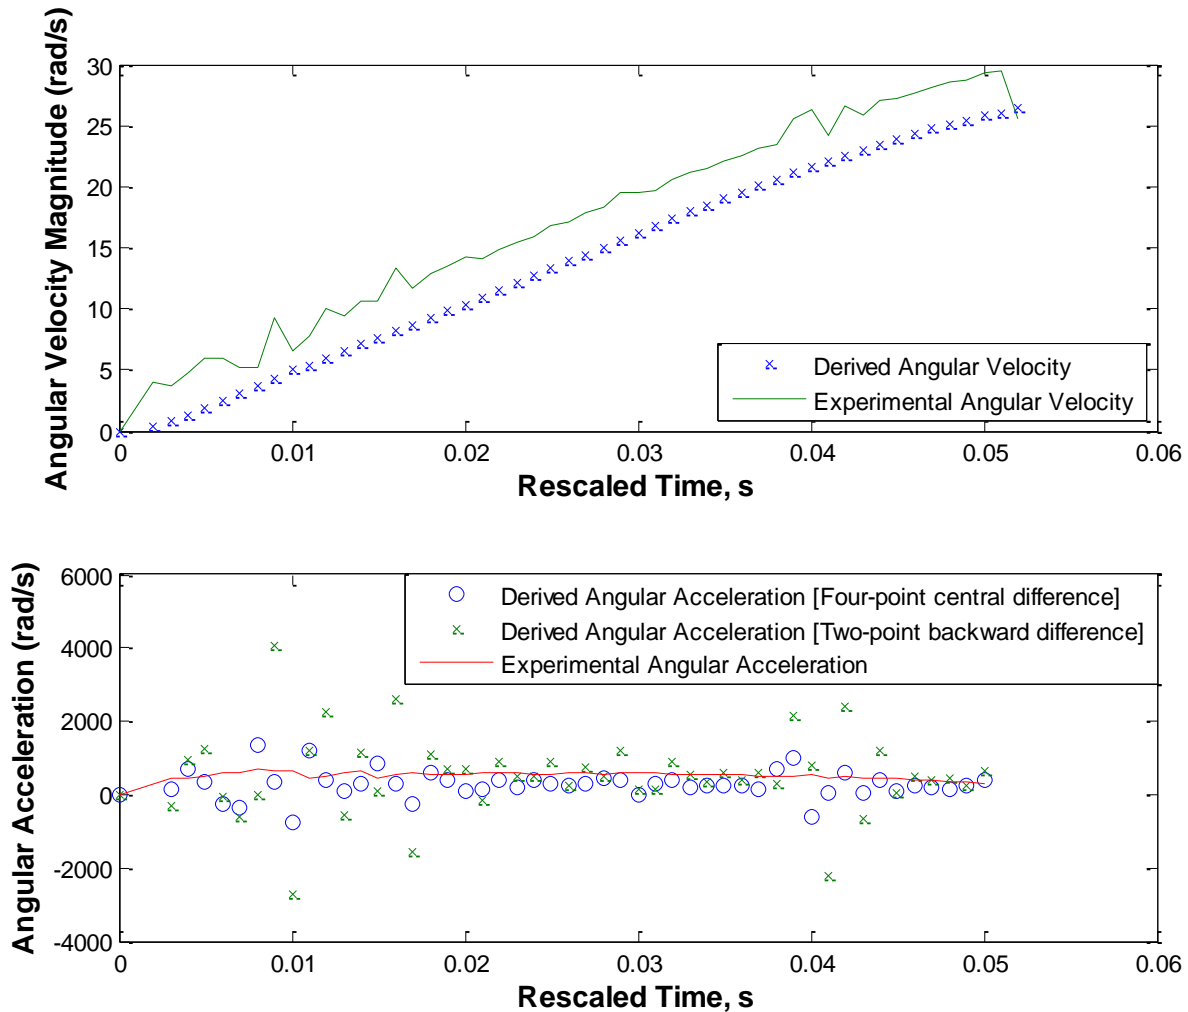 Angular Velocity Magnitude (rad/s)
30
25
20
15
10
5
0
0 0.01 0.02 0.03 0.04 0.05 0.06
Rescaled Time, s
Derived Angular Velocity
Experimental Angular Velocity
Angular Acceleration (rad/s)
6000
4000
2000
0
-2000
-4000
0 0.01 0.02 0.03 0.04 0.05 0.06
Rescaled Time, s
Derived Angular Acceleration [Four-point central difference]
Derived Angular Acceleration [Two-point backward difference]
Experimental Angular Acceleration